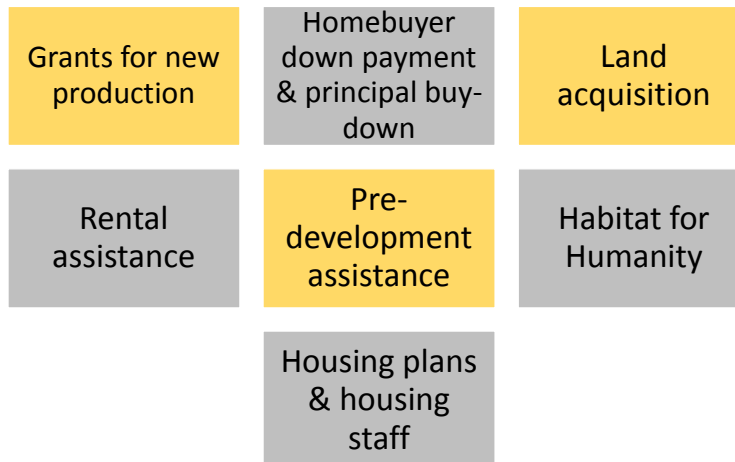 Grants for new
production
Homebuyer
down payment
& principal buy-
down
Land
acquisition
Rental
assistance
Pre-
development
assistance
Habitat for
Humanity
Housing plans
& housing
staff